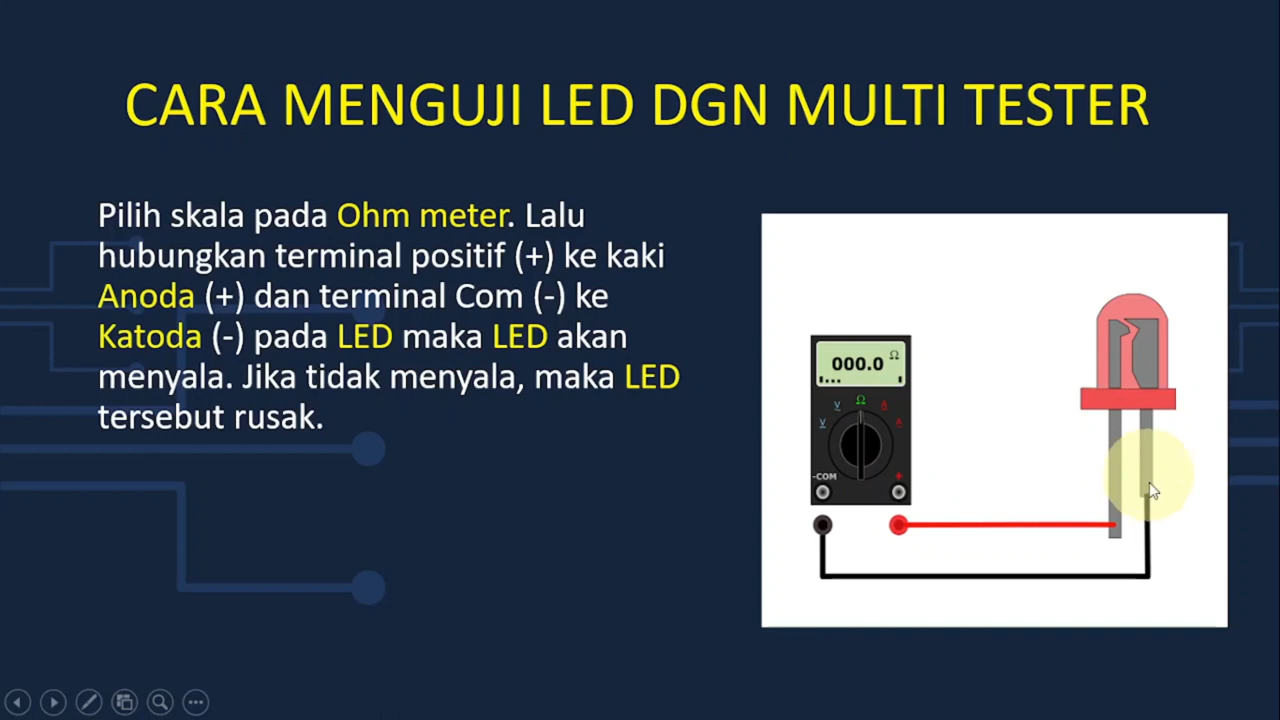 CARA MENGUJI LED DGN MULTI TESTER
Pilih skala pada Ohm meter. Lalu
hubungkan terminal positif (+) ke kaki
Anoda (+) dan terminal Com (-) ke
Katoda (-) pada LED maka LED akan
menyala. Jika tidak menyala, maka LED
tersebut rusak.
000.0 Ω
V Ω A
V A
-COM +